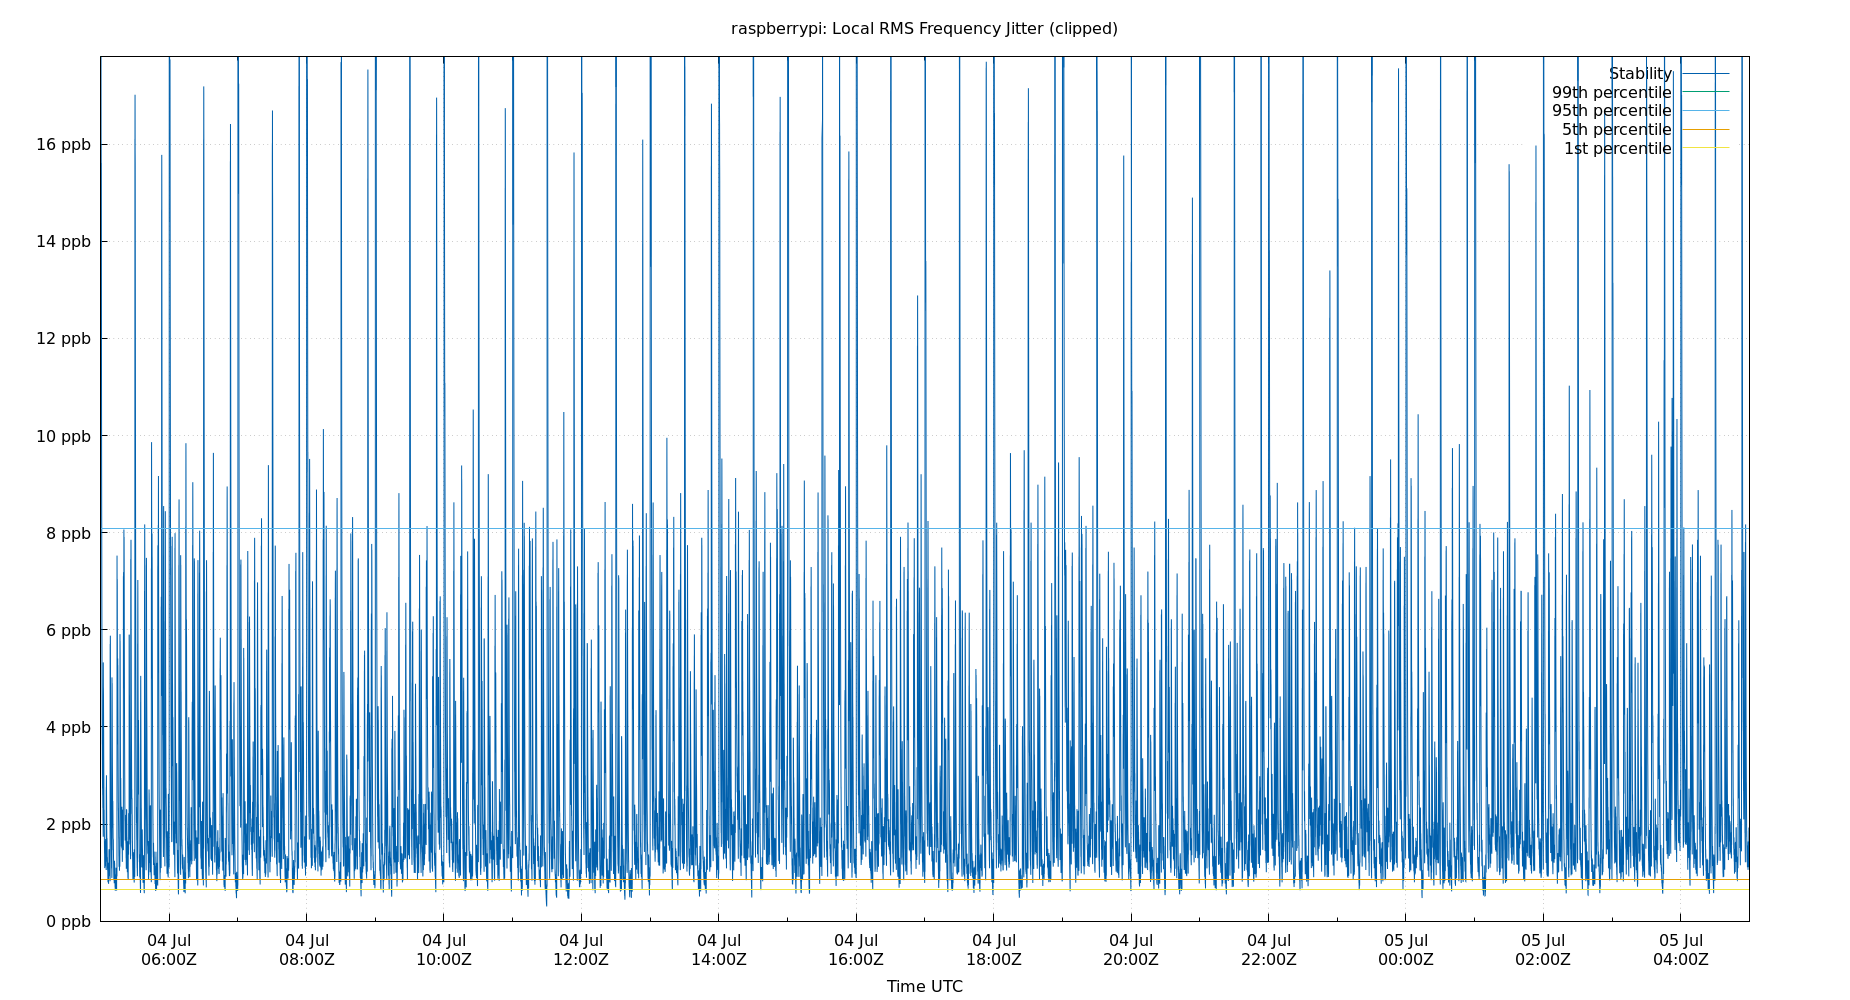 raspberrypi: Local RMS Frequency Jitter (clipped)
Stability
99th percentile
95th percentile
5th percentile
1st percentile
16 ppb
14 ppb
12 ppb
10 ppb
8 ppb
6 ppb
4 ppb
2 ppb
0 ppb
04 Jul 04 Jul 04 Jul 04 Jul 04 Jul 04 Jul 04 Jul 04 Jul 04 Jul 05 Jul 05 Jul 05 Jul
06:00Z 08:00Z 10:00Z 12:00Z 14:00Z 16:00Z 18:00Z 20:00Z 22:00Z 00:00Z 02:00Z 04:00Z
Time UTC